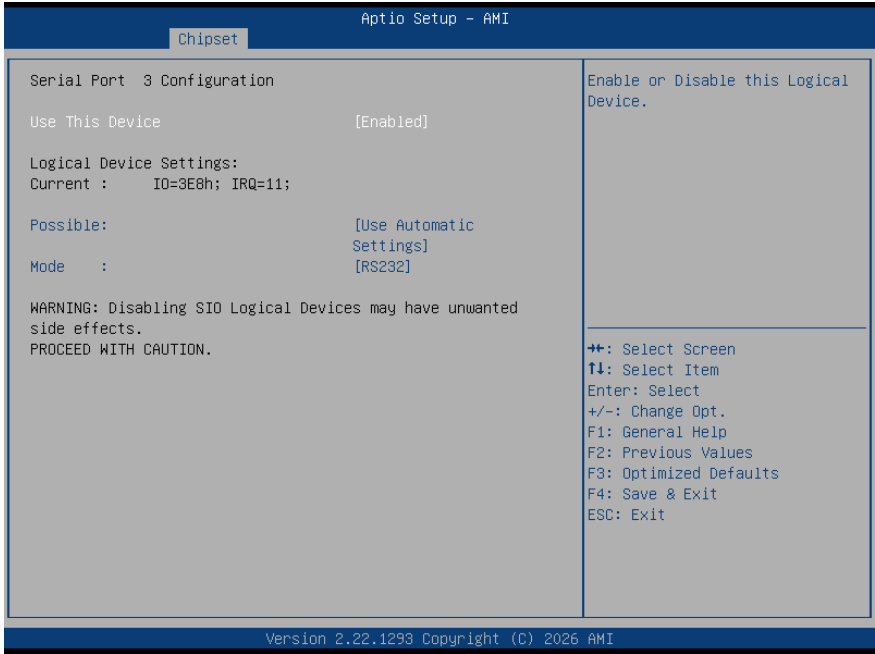 Aptio Setup – AMI
Chipset
Serial Port  3 Configuration
Use This Device [Enabled]
Logical Device Settings:
Current :  IO=3E8h; IRQ=11;
Possible: [Use Automatic
Settings]
Mode  : [RS232]
WARNING: Disabling SIO Logical Devices may have unwanted
side effects.
PROCEED WITH CAUTION.
Enable or Disable this Logical
Device.
→←: Select Screen
↑↓: Select Item
Enter: Select
+/-: Change Opt.
F1: General Help
F2: Previous Values
F3: Optimized Defaults
F4: Save & Exit
ESC: Exit
Version 2.22.1293 Copyright (C) 2026 AMI